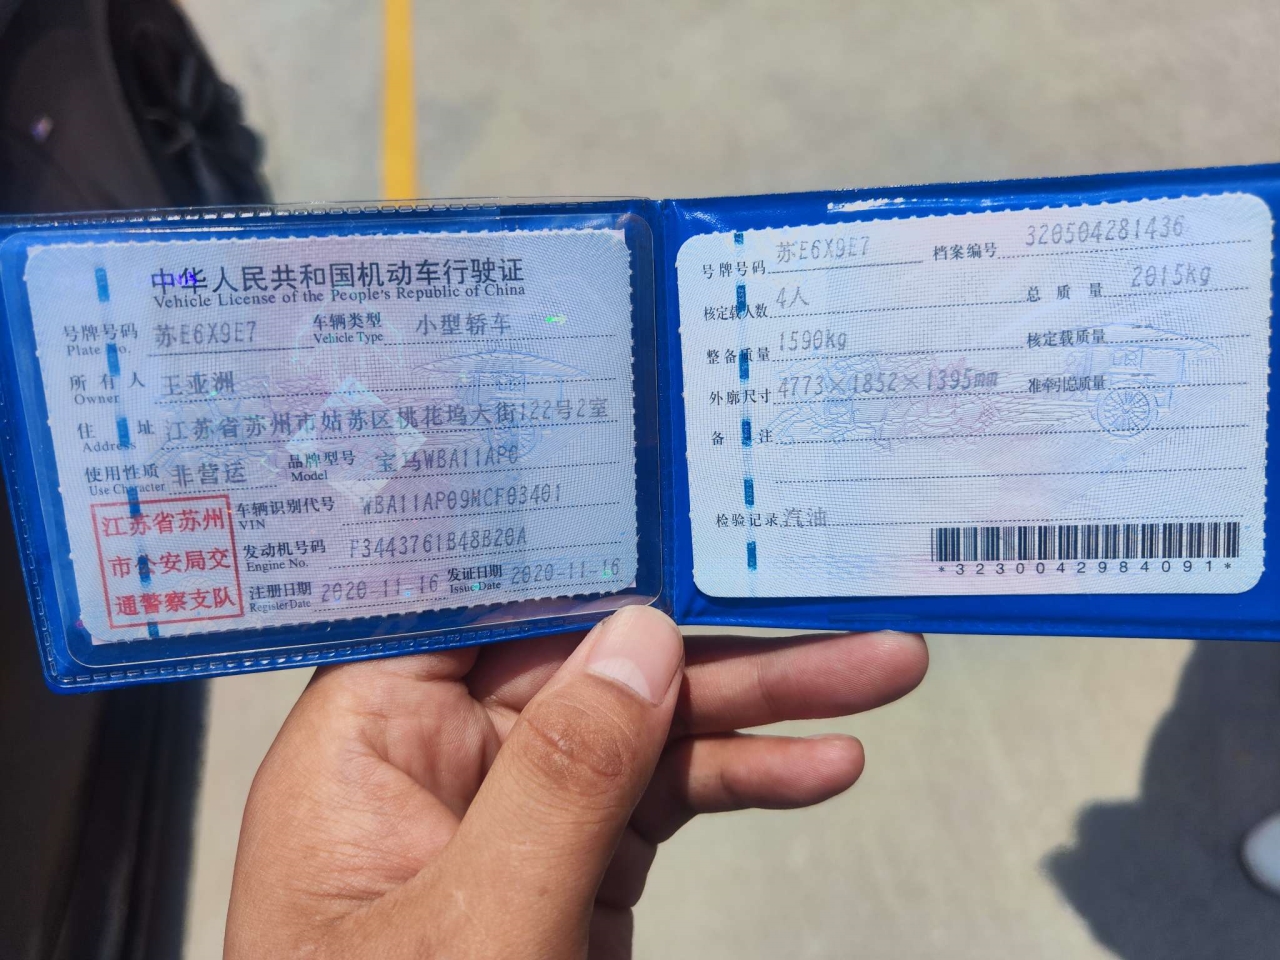 中华人民共和国机动车行驶证
Vehicle License of the People's Republic of China
号牌号码 苏E6X9E7 车辆类型 小型轿车
Plate No. Vehicle Type
所有人 王亚洲
Owner
住址 江苏省苏州市姑苏区桃花坞大街122号2室
Address
使用性质 非营运 品牌型号 宝马WBA11AP0
Use Character Model
江苏省苏州
市公安局交
通警察支队
车辆识别代号 WBA11AP09MCF03401
VIN
发动机号码 F3443761B48B20A
Engine No.
注册日期 2020-11-16 发证日期 2020-11-16
Register Date Issue Date
号牌号码 苏E6X9E7 档案编号 320504281436
核定载人数 4人 总质量 2015kg
整备质量 1590kg 核定载质量
外廓尺寸 4773×1852×1395mm 准牵引总质量
备注
检验记录 汽油
*3230042984091*